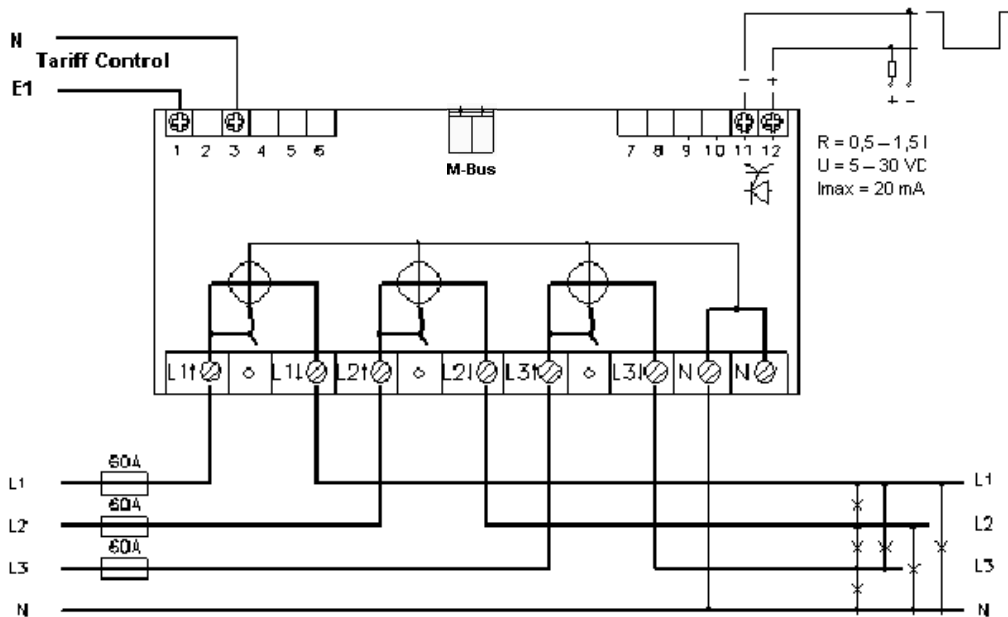 N
Tariff Control
E1
1 2 3 4 5 6
M-Bus
7 8 9 10 11 12
- +
+ -
R = 0,5 – 1,5
U = 5 – 30 VD
Imax = 20 mA
L1↑ L1↓ L2↑ L2↓ L3↑ L3↓ N N
60A
L1 L1
60A
L2 L2
60A
L3 L3
N N